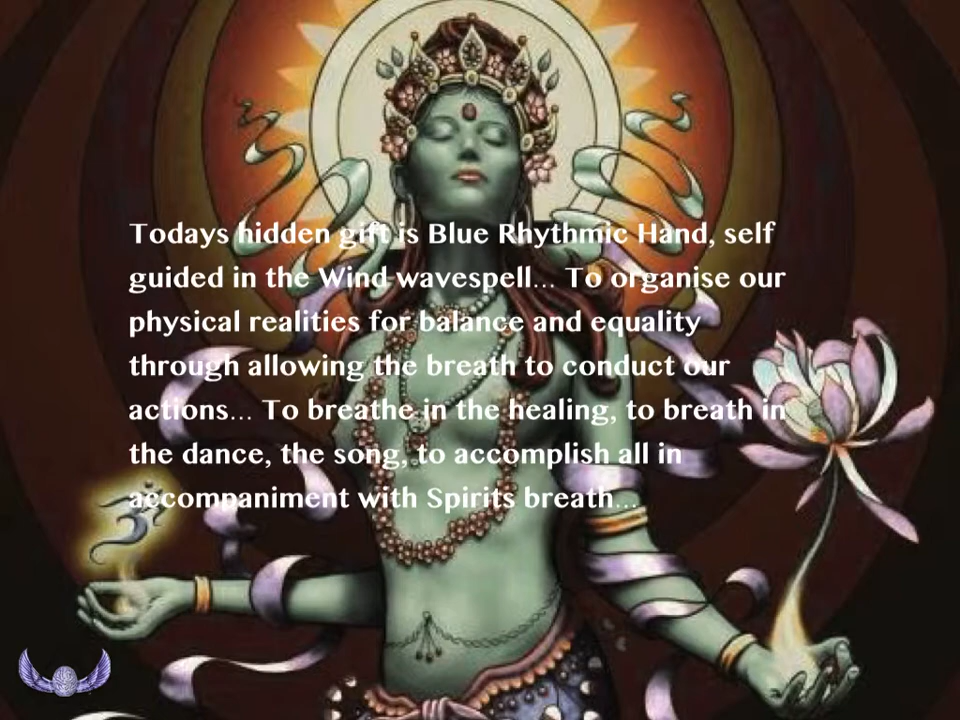 Todays hidden gift is Blue Rhythmic Hand, self
guided in the Wind wavespell... To organise our
physical realities for balance and equality
through allowing the breath to conduct our
actions... To breathe in the healing, to breath in
the dance, the song, to accomplish all in
accompaniment with Spirits breath...
ॐ